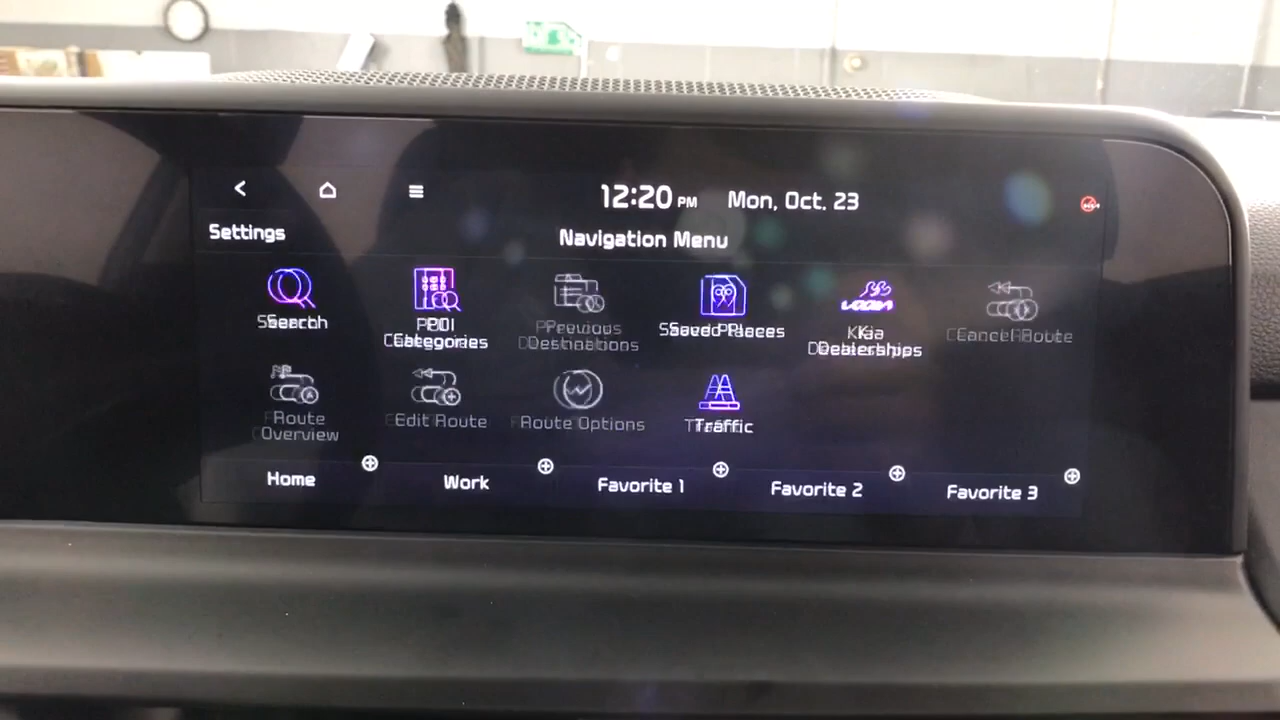 12:20 PM Mon, Oct. 23
Settings
Navigation Menu
Search
POI
Categories
Previous
Destinations
Saved Places
Kia
Dealerships
Cancel Route
Route
Overview
Edit Route
Route Options
Traffic
Home
Work
Favorite 1
Favorite 2
Favorite 3